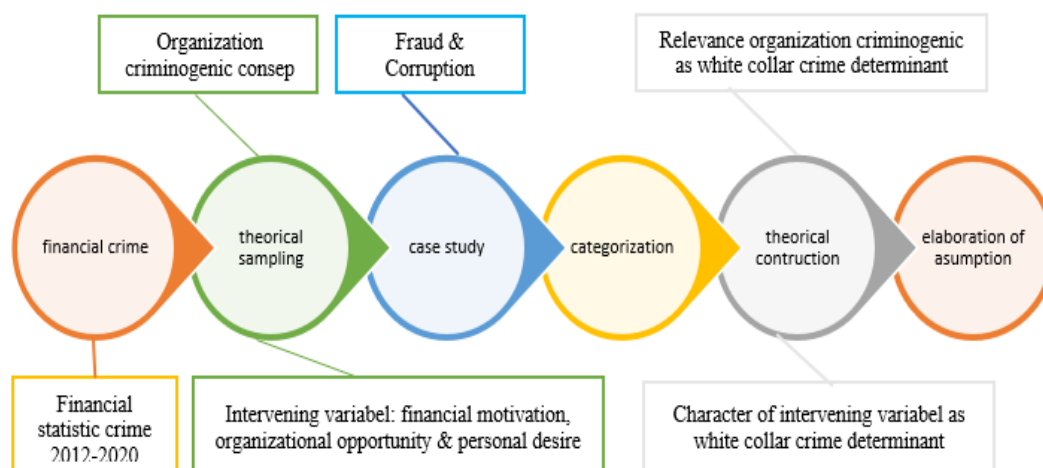 Organization
criminogenic consep
Fraud &
Corruption
Relevance organization criminogenic
as white collar crime determinant
financial crime
theorical
sampling
case study
categorization
theorical
contruction
elaboration of
asumption
Financial
statistic crime
2012-2020
Intervening variabel: financial motivation,
organizational opportunity & personal desire
Character of intervening variabel as
white collar crime determinant